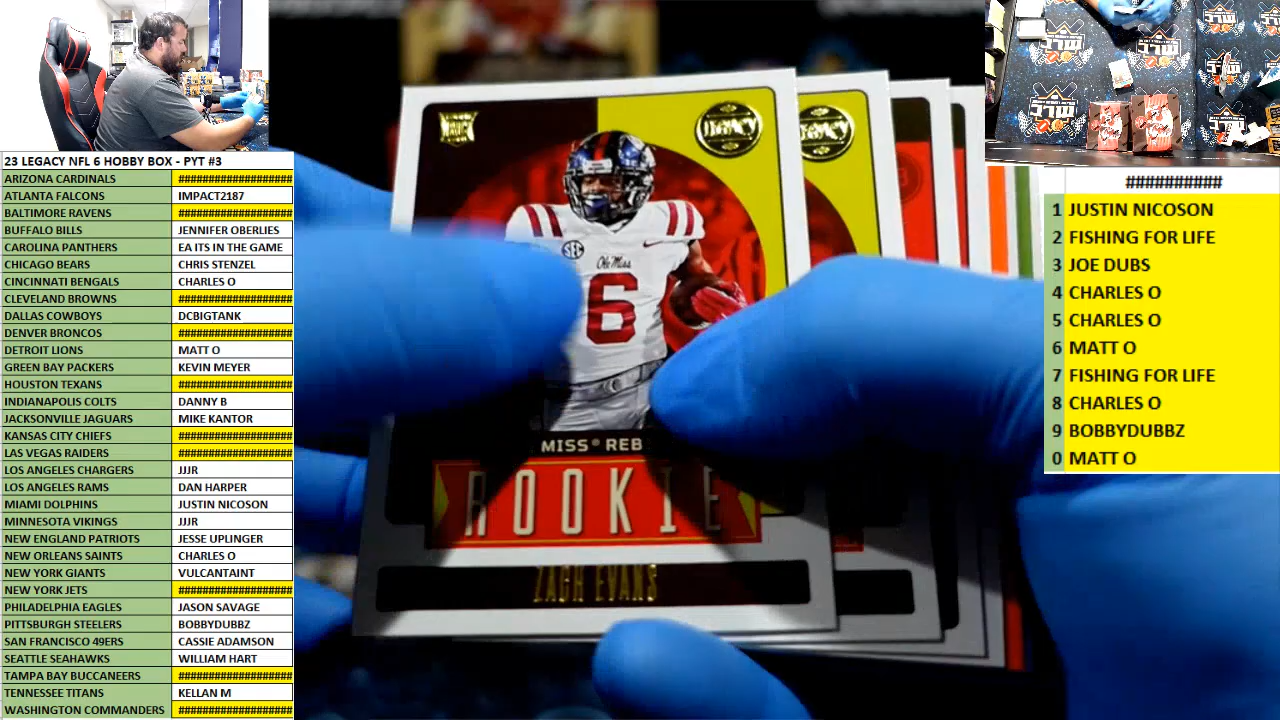 23 LEGACY NFL 6 HOBBY BOX - PYT #3
ARIZONA CARDINALS ###################
ATLANTA FALCONS IMPACT2187
BALTIMORE RAVENS ###################
BUFFALO BILLS JENNIFER OBERLIES
CAROLINA PANTHERS EA ITS IN THE GAME
CHICAGO BEARS CHRIS STENZEL
CINCINNATI BENGALS CHARLES O
CLEVELAND BROWNS ###################
DALLAS COWBOYS DCBIGTANK
DENVER BRONCOS ###################
DETROIT LIONS MATT O
GREEN BAY PACKERS KEVIN MEYER
HOUSTON TEXANS ###################
INDIANAPOLIS COLTS DANNY B
JACKSONVILLE JAGUARS MIKE KANTOR
KANSAS CITY CHIEFS ###################
LAS VEGAS RAIDERS ###################
LOS ANGELES CHARGERS JJJR
LOS ANGELES RAMS DAN HARPER
MIAMI DOLPHINS JUSTIN NICOSON
MINNESOTA VIKINGS JJJR
NEW ENGLAND PATRIOTS JESSE UPLINGER
NEW ORLEANS SAINTS CHARLES O
NEW YORK GIANTS VULCANTAINT
NEW YORK JETS ###################
PHILADELPHIA EAGLES JASON SAVAGE
PITTSBURGH STEELERS BOBBYDUBBZ
SAN FRANCISCO 49ERS CASSIE ADAMSON
SEATTLE SEAHAWKS WILLIAM HART
TAMPA BAY BUCCANEERS ###################
TENNESSEE TITANS KELLAN M
WASHINGTON COMMANDERS ###################
LEGACY
LEGACY
SEC
Ole Miss
6
MISS® REB
ROOKIE
ZACH EVANS
##########
1 JUSTIN NICOSON
2 FISHING FOR LIFE
3 JOE DUBS
4 CHARLES O
5 CHARLES O
6 MATT O
7 FISHING FOR LIFE
8 CHARLES O
9 BOBBYDUBBZ
0 MATT O